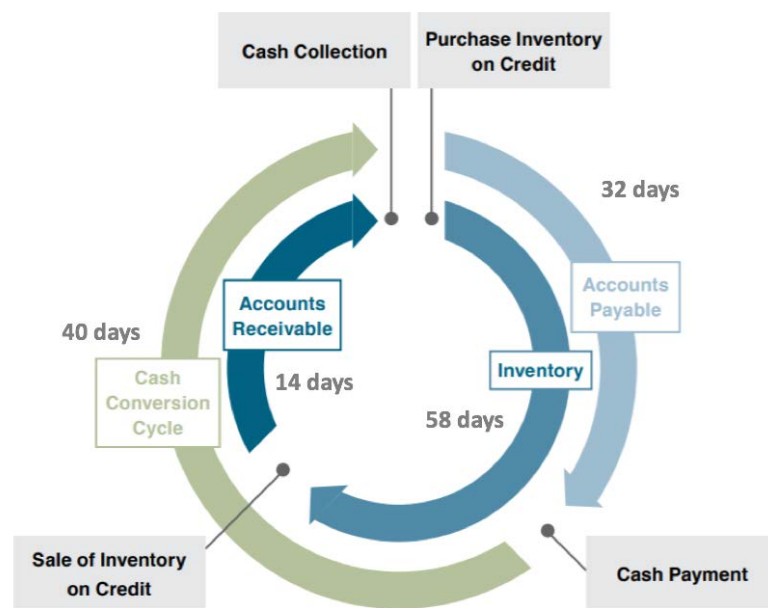 Cash Collection
Purchase Inventory
on Credit
32 days
Accounts
Payable
Accounts
Receivable
40 days
14 days
Inventory
Cash
Conversion
Cycle
58 days
Sale of Inventory
on Credit
Cash Payment